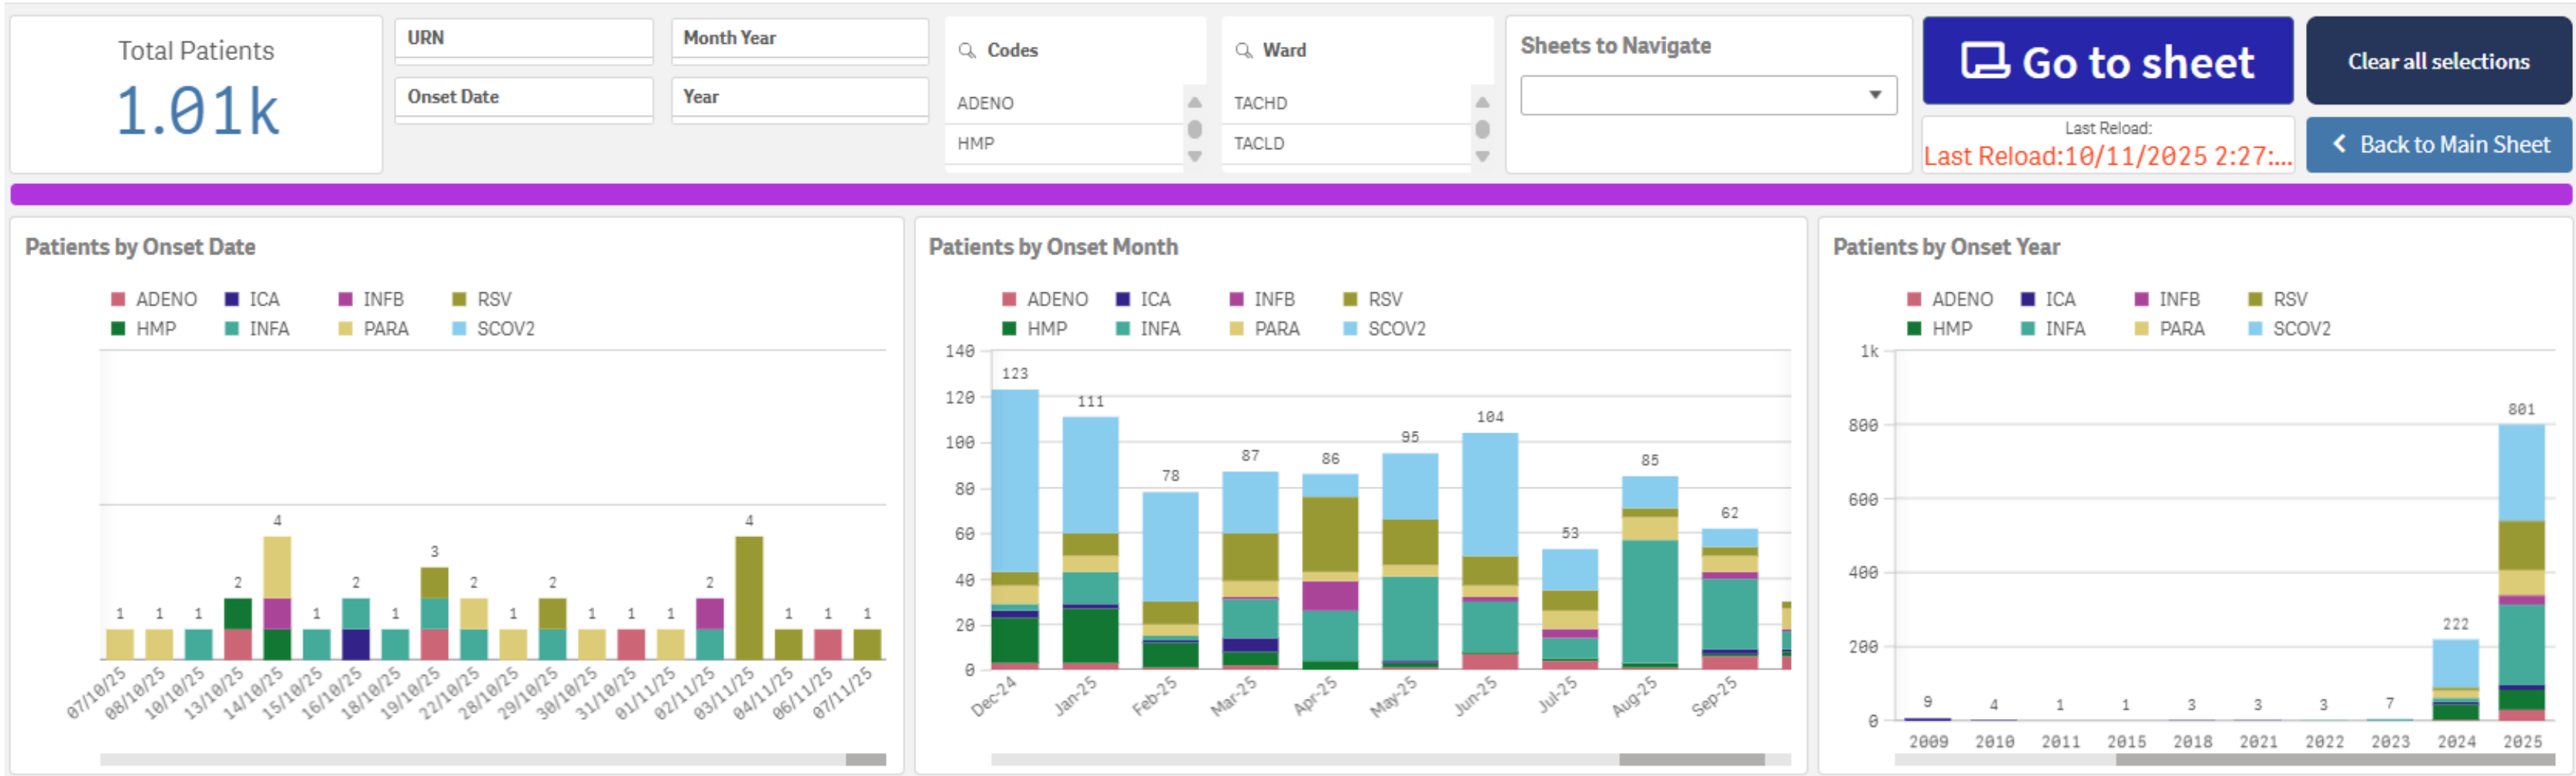 Total Patients
1.01k
URN
Month Year
Onset Date
Year
Codes
ADENO
HMP
Ward
TACHD
TACLD
Sheets to Navigate
Go to sheet
Clear all selections
Last Reload:
Last Reload:10/11/2025 2:27:...
Back to Main Sheet
Patients by Onset Date
ADENO ICA INFB RSV
HMP INFA PARA SCOV2
1 1 1 2 4 1 2 1 3 2 1 2 1 1 1 2 4 1 1 1
07/10/25 08/10/25 10/10/25 13/10/25 14/10/25 15/10/25 16/10/25 18/10/25 19/10/25 22/10/25 28/10/25 29/10/25 30/10/25 31/10/25 01/11/25 02/11/25 03/11/25 04/11/25 06/11/25 07/11/25
Patients by Onset Month
ADENO ICA INFB RSV
HMP INFA PARA SCOV2
140
120
100
80
60
40
20
0
123 111 78 87 86 95 104 53 85 62
Dec-24 Jan-25 Feb-25 Mar-25 Apr-25 May-25 Jun-25 Jul-25 Aug-25 Sep-25
Patients by Onset Year
ADENO ICA INFB RSV
HMP INFA PARA SCOV2
1k
800
600
400
200
0
9 4 1 1 3 3 3 7 222 801
2009 2010 2011 2015 2018 2021 2022 2023 2024 2025